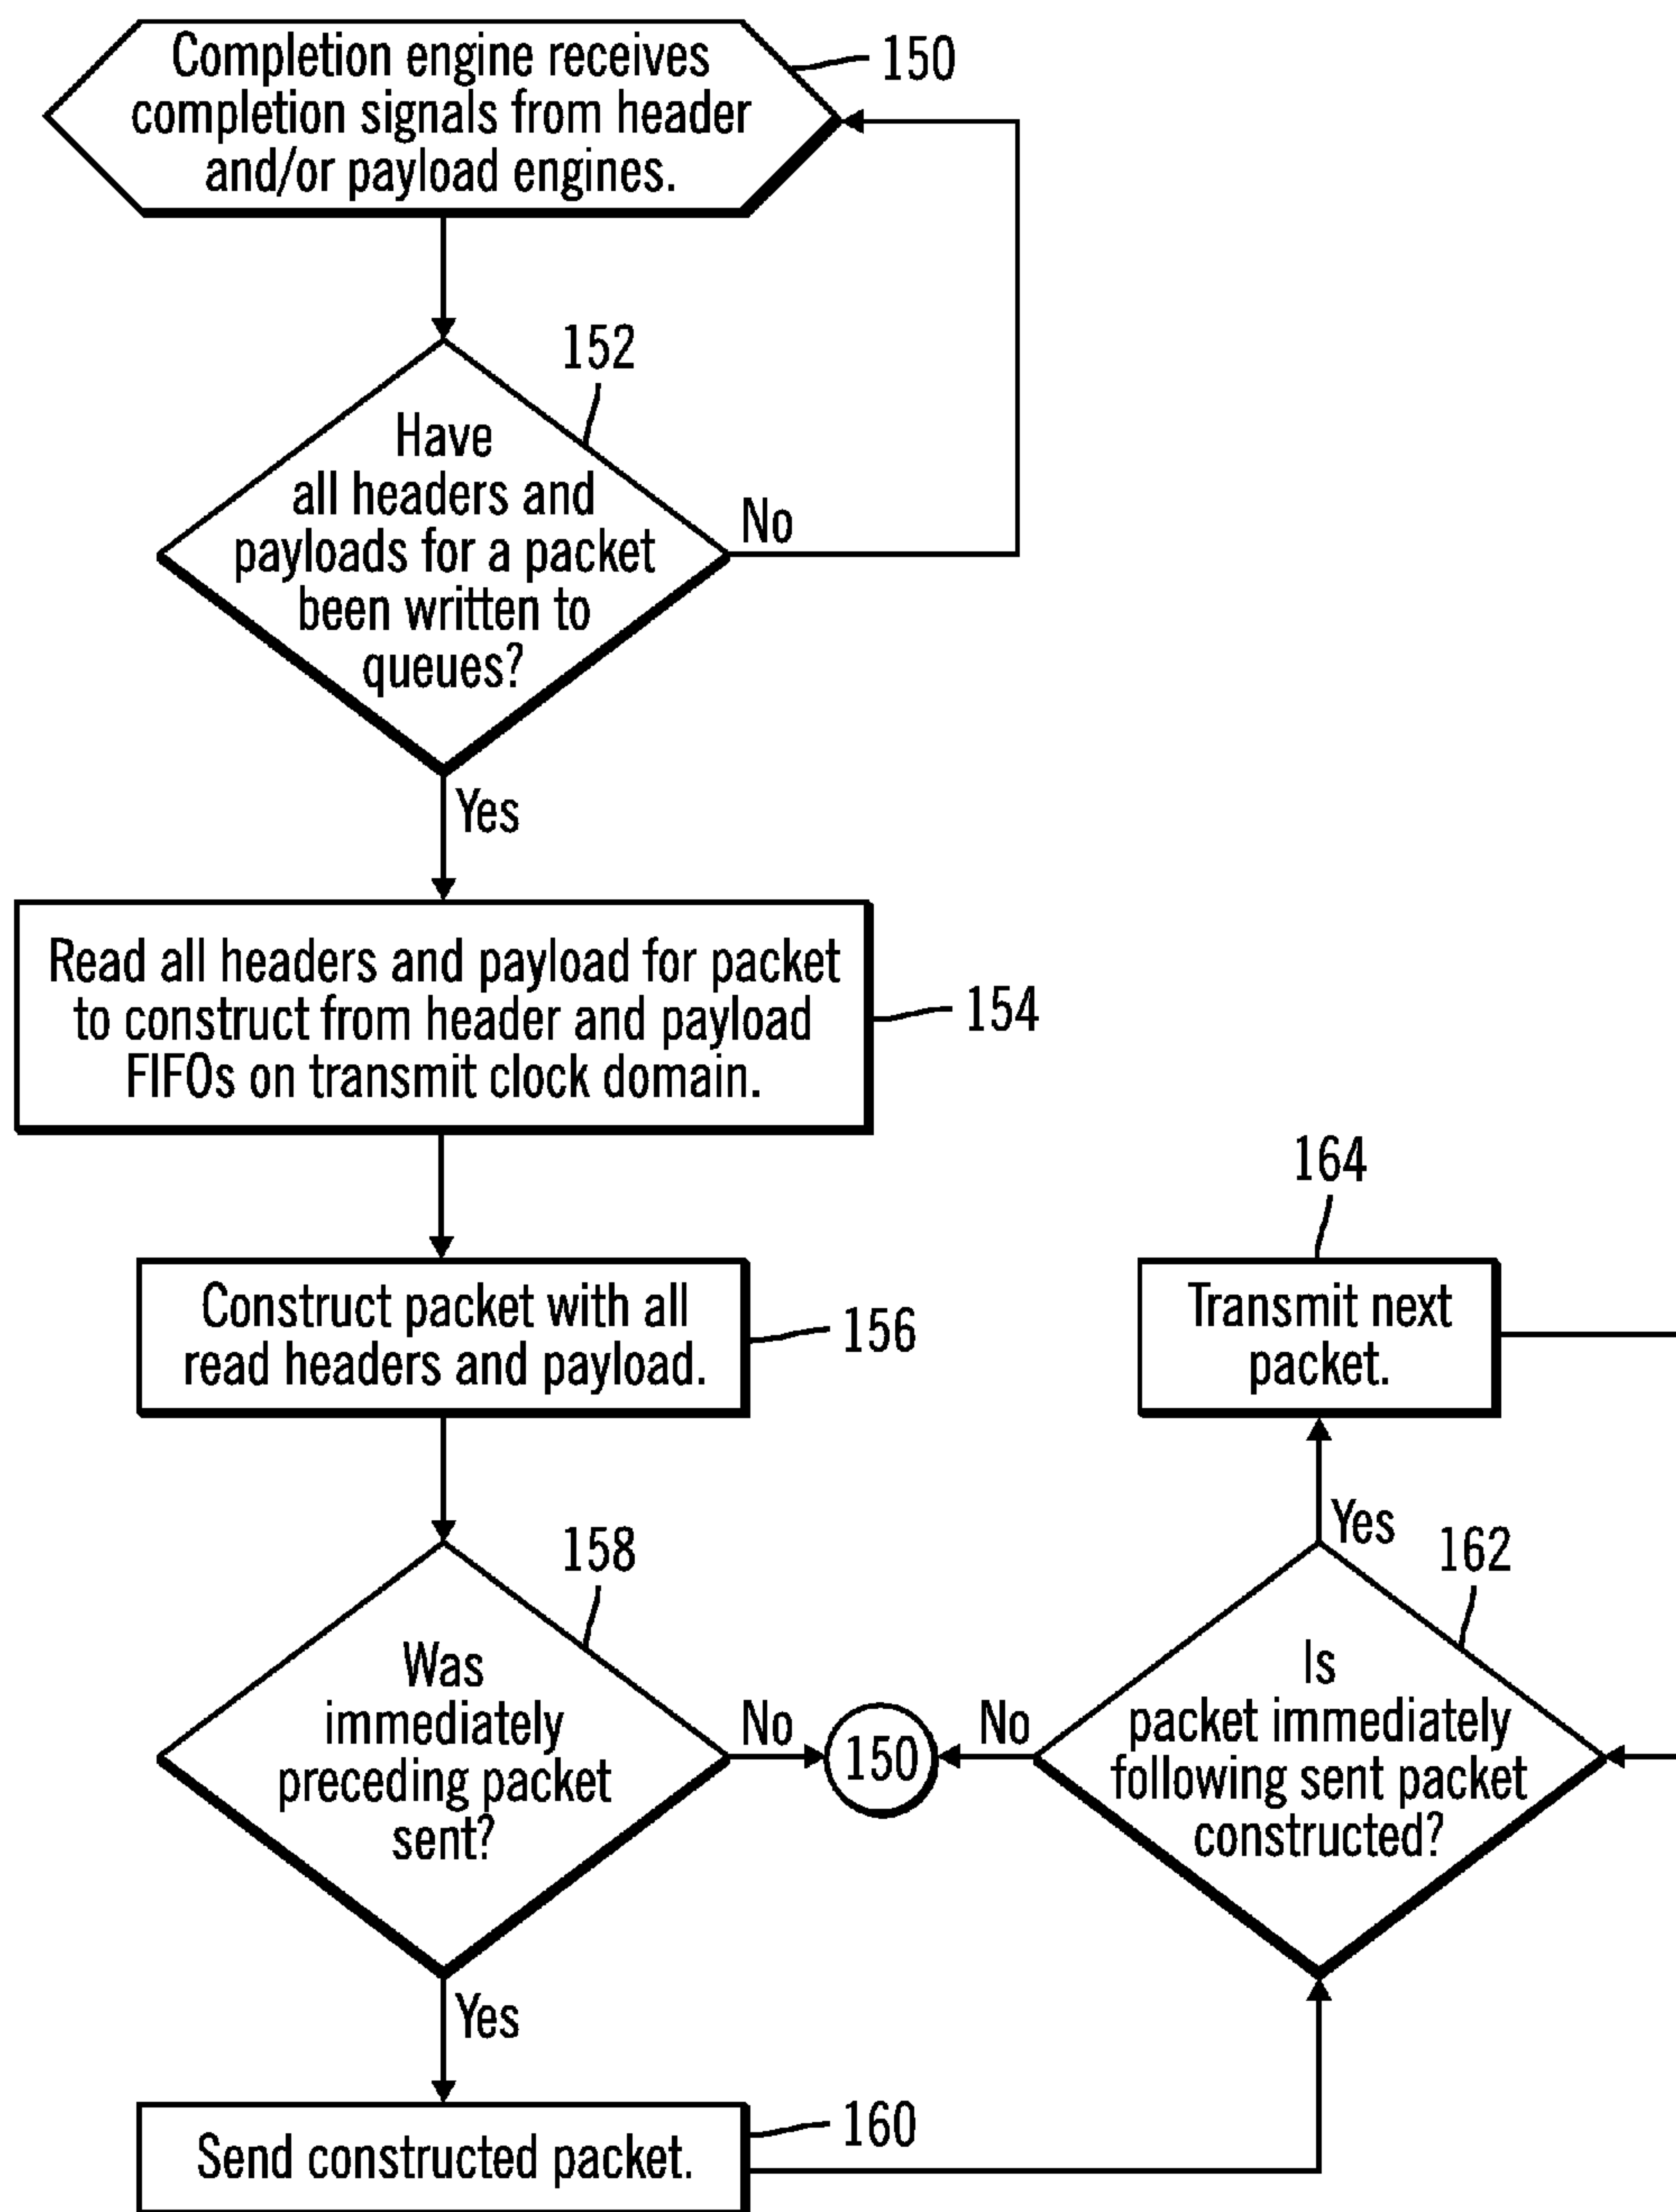 Completion engine receives
completion signals from header
and/or payload engines.
150
152
Have
all headers and
payloads for a packet
been written to
queues?
No
Yes
Read all headers and payload for packet
to construct from header and payload
FIFOs on transmit clock domain.
154
Construct packet with all
read headers and payload.
156
158
Was
immediately
preceding packet
sent?
No
150
Yes
Send constructed packet.
160
164
Transmit next
packet.
Yes
162
Is
packet immediately
following sent packet
constructed?
No